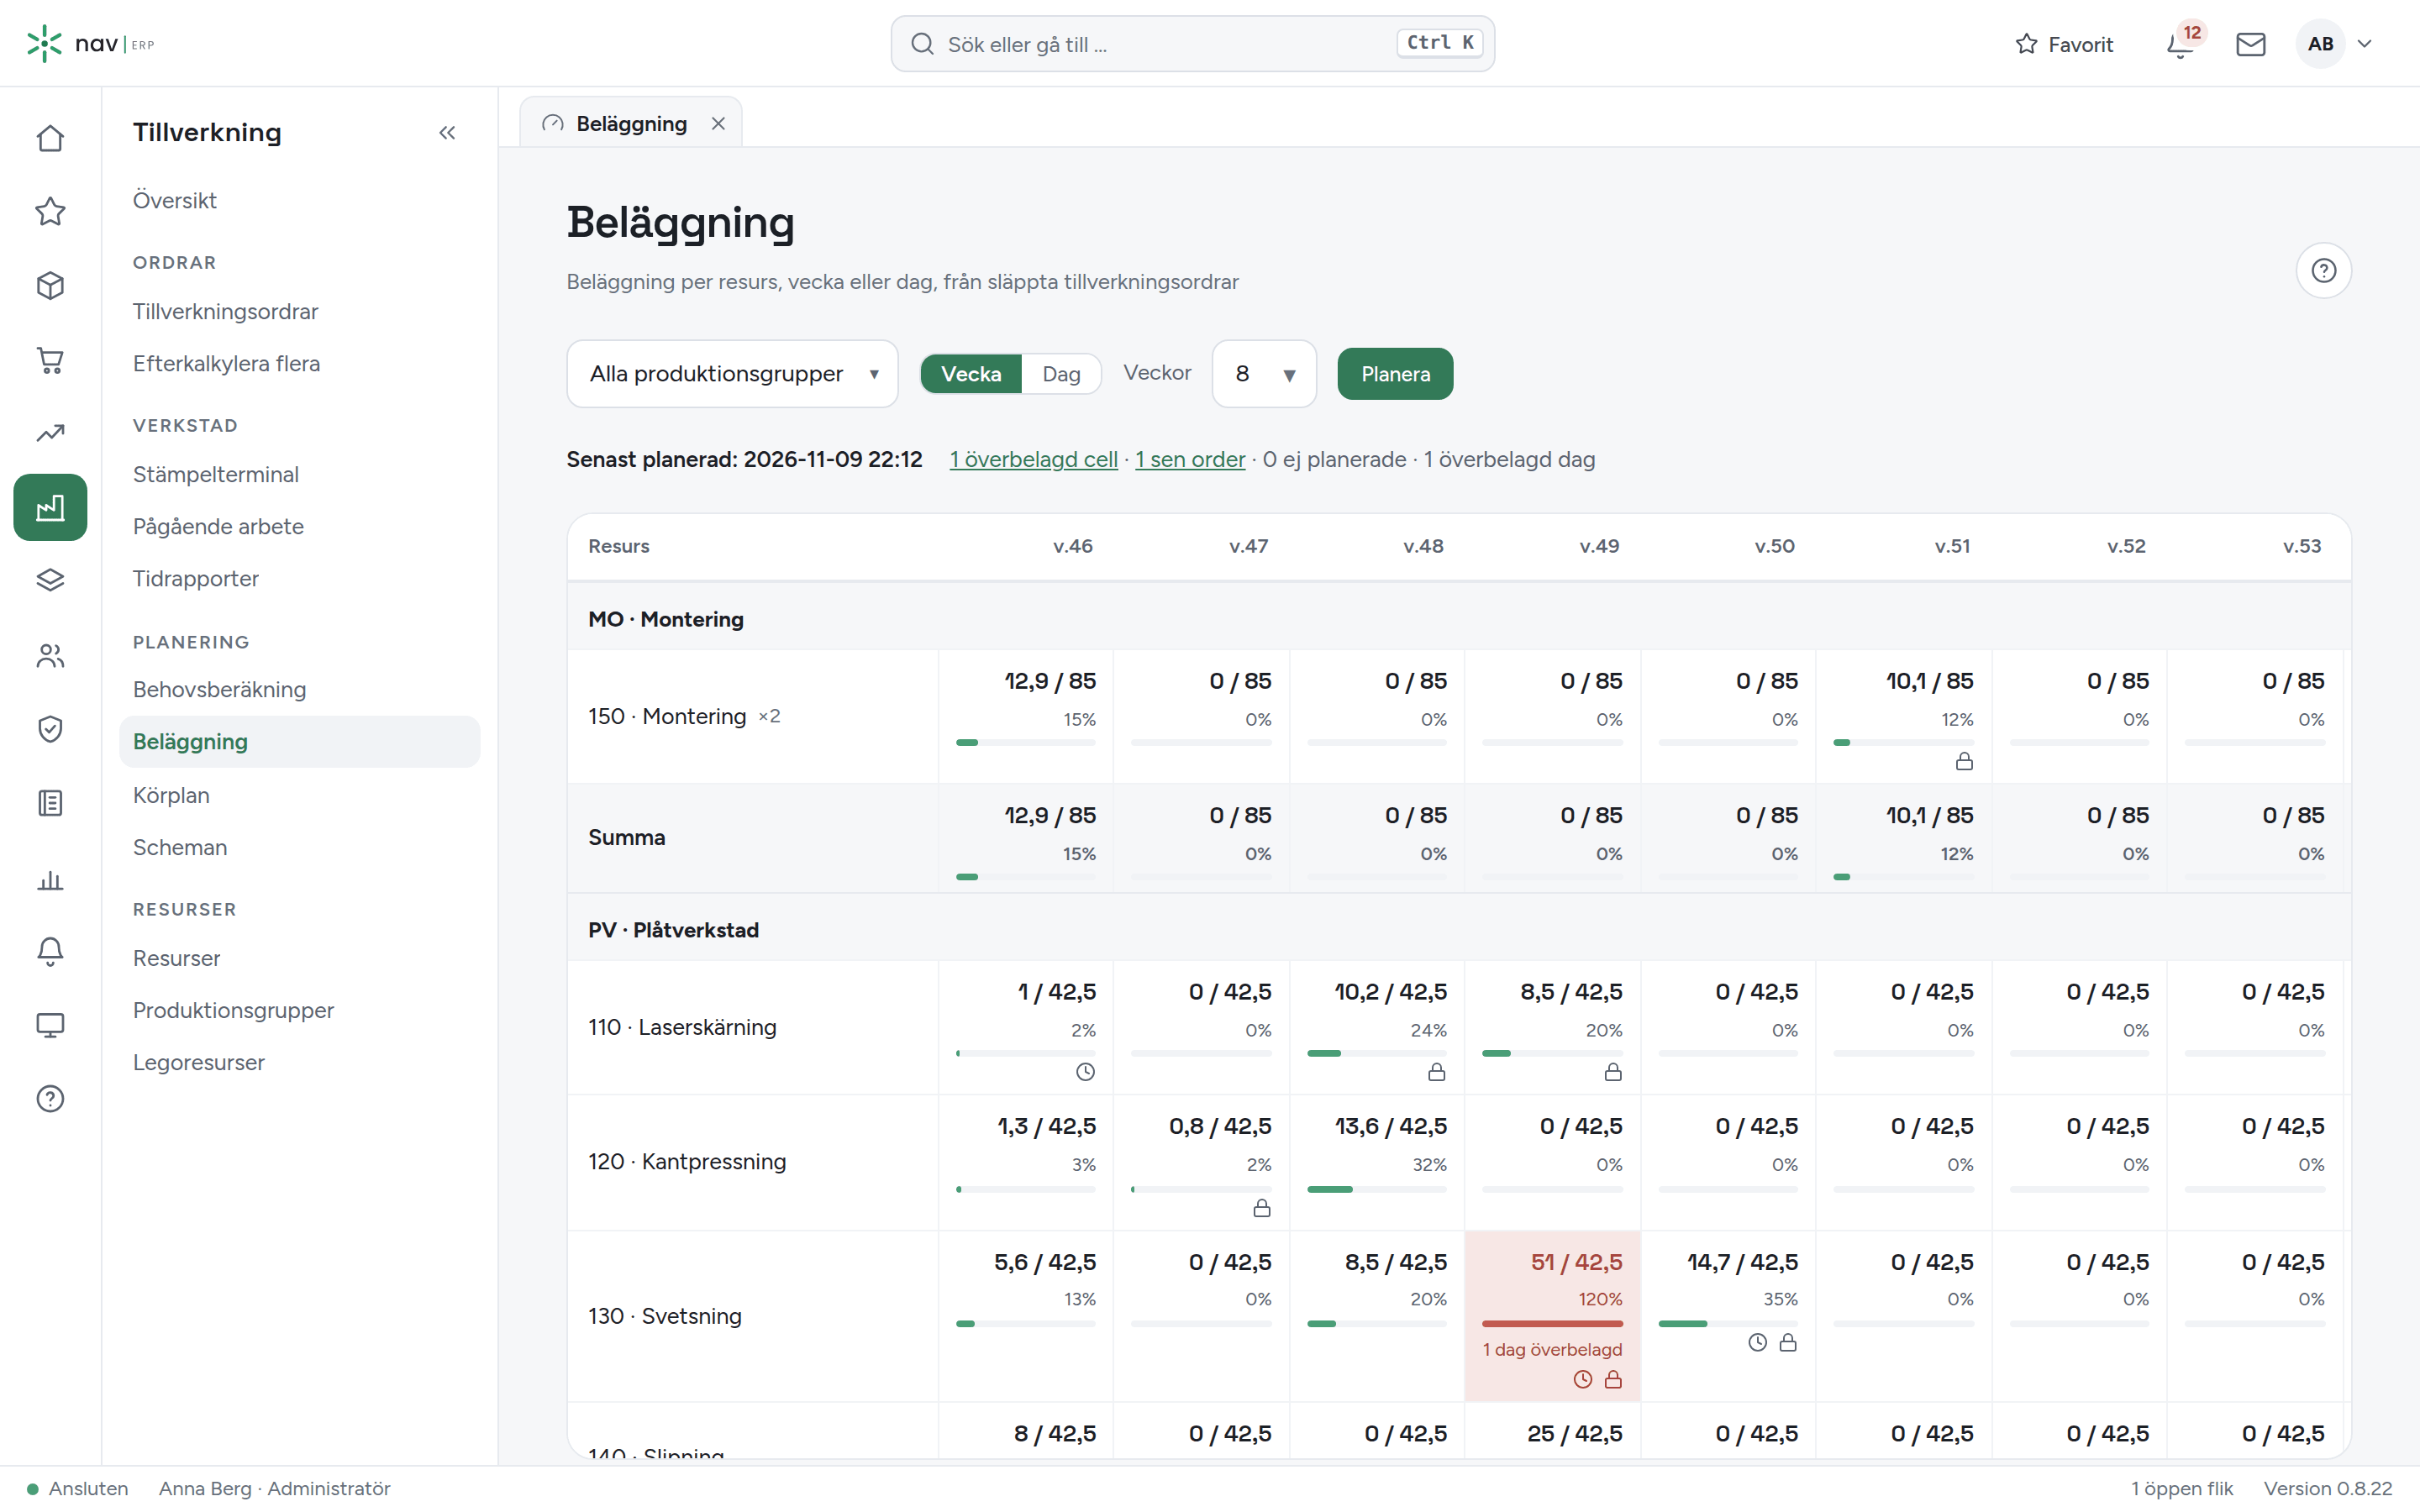 nav | ERP
Sök eller gå till ...
Ctrl K
Favorit
12
AB
Tillverkning
Översikt
ORDRAR
Tillverkningsordrar
Efterkalkylera flera
VERKSTAD
Stämpelterminal
Pågående arbete
Tidrapporter
PLANERING
Behovsberäkning
Beläggning
Körplan
Scheman
RESURSER
Resurser
Produktionsgrupper
Legoresurser
Beläggning
Beläggning
Beläggning per resurs, vecka eller dag, från släppta tillverkningsordrar
Alla produktionsgrupper
Vecka
Dag
Veckor
8
Planera
Senast planerad: 2026-11-09 22:12 1 överbelagd cell · 1 sen order · 0 ej planerade · 1 överbelagd dag
Resurs v.46 v.47 v.48 v.49 v.50 v.51 v.52 v.53
MO · Montering
150 · Montering ×2
12,9 / 85 0 / 85 0 / 85 0 / 85 0 / 85 10,1 / 85 0 / 85 0 / 85
15% 0% 0% 0% 0% 12% 0% 0%
Summa
12,9 / 85 0 / 85 0 / 85 0 / 85 0 / 85 10,1 / 85 0 / 85 0 / 85
15% 0% 0% 0% 0% 12% 0% 0%
PV · Plåtverkstad
110 · Laserskärning
1 / 42,5 0 / 42,5 10,2 / 42,5 8,5 / 42,5 0 / 42,5 0 / 42,5 0 / 42,5 0 / 42,5
2% 0% 24% 20% 0% 0% 0% 0%
120 · Kantpressning
1,3 / 42,5 0,8 / 42,5 13,6 / 42,5 0 / 42,5 0 / 42,5 0 / 42,5 0 / 42,5 0 / 42,5
3% 2% 32% 0% 0% 0% 0% 0%
130 · Svetsning
5,6 / 42,5 0 / 42,5 8,5 / 42,5 51 / 42,5 14,7 / 42,5 0 / 42,5 0 / 42,5 0 / 42,5
13% 0% 20% 120% 35% 0% 0% 0%
1 dag överbelagd
140 · Slipning
8 / 42,5 0 / 42,5 0 / 42,5 25 / 42,5 0 / 42,5 0 / 42,5 0 / 42,5 0 / 42,5
Ansluten
Anna Berg · Administratör
1 öppen flik
Version 0.8.22